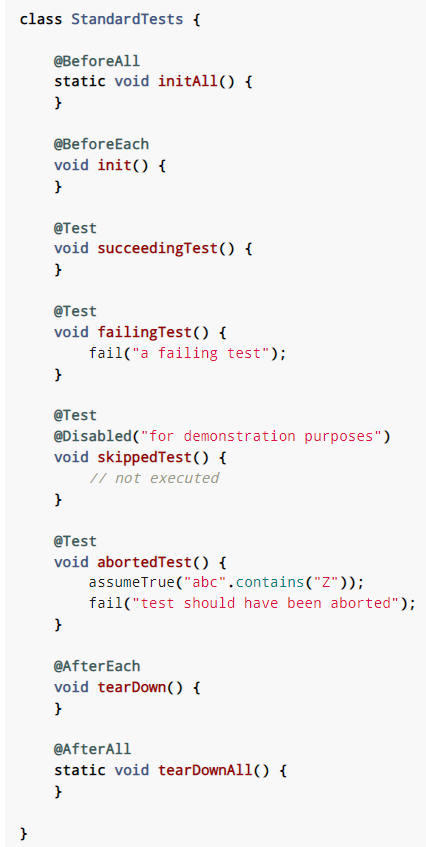 class StandardTests {
@BeforeAll
static void initAll() {
}
@BeforeEach
void init() {
}
@Test
void succeedingTest() {
}
@Test
void failingTest() {
fail("a failing test");
}
@Test
@Disabled("for demonstration purposes")
void skippedTest() {
// not executed
}
@Test
void abortedTest() {
assumeTrue("abc".contains("Z"));
fail("test should have been aborted");
}
@AfterEach
void tearDown() {
}
@AfterAll
static void tearDownAll() {
}
}